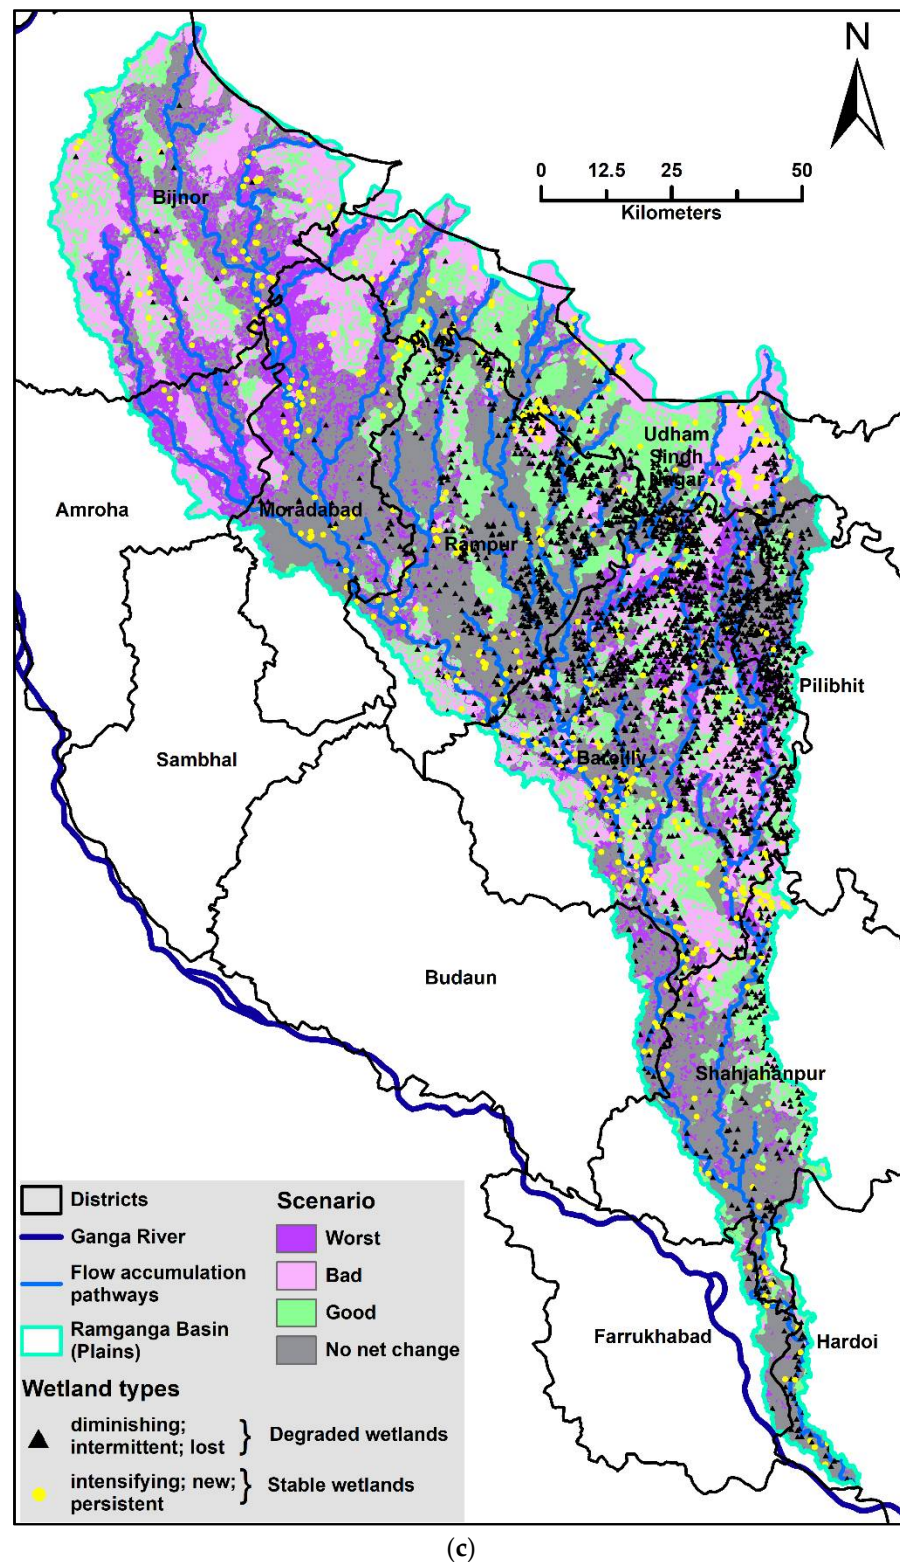 N
0 12.5 25 50
Kilometers
Bijnor
Udham
Singh
Nagar
Amroha
Moradabad
Rampur
Pilibhit
Sambhal
Bareilly
Budaun
Shahjahanpur
Farrukhabad
Hardoi
Districts
Ganga River
Flow accumulation
pathways
Ramganga Basin
(Plains)
Scenario
Worst
Bad
Good
No net change
Wetland types
diminishing;
intermittent; lost
} Degraded wetlands
intensifying; new;
persistent
} Stable wetlands
(c)